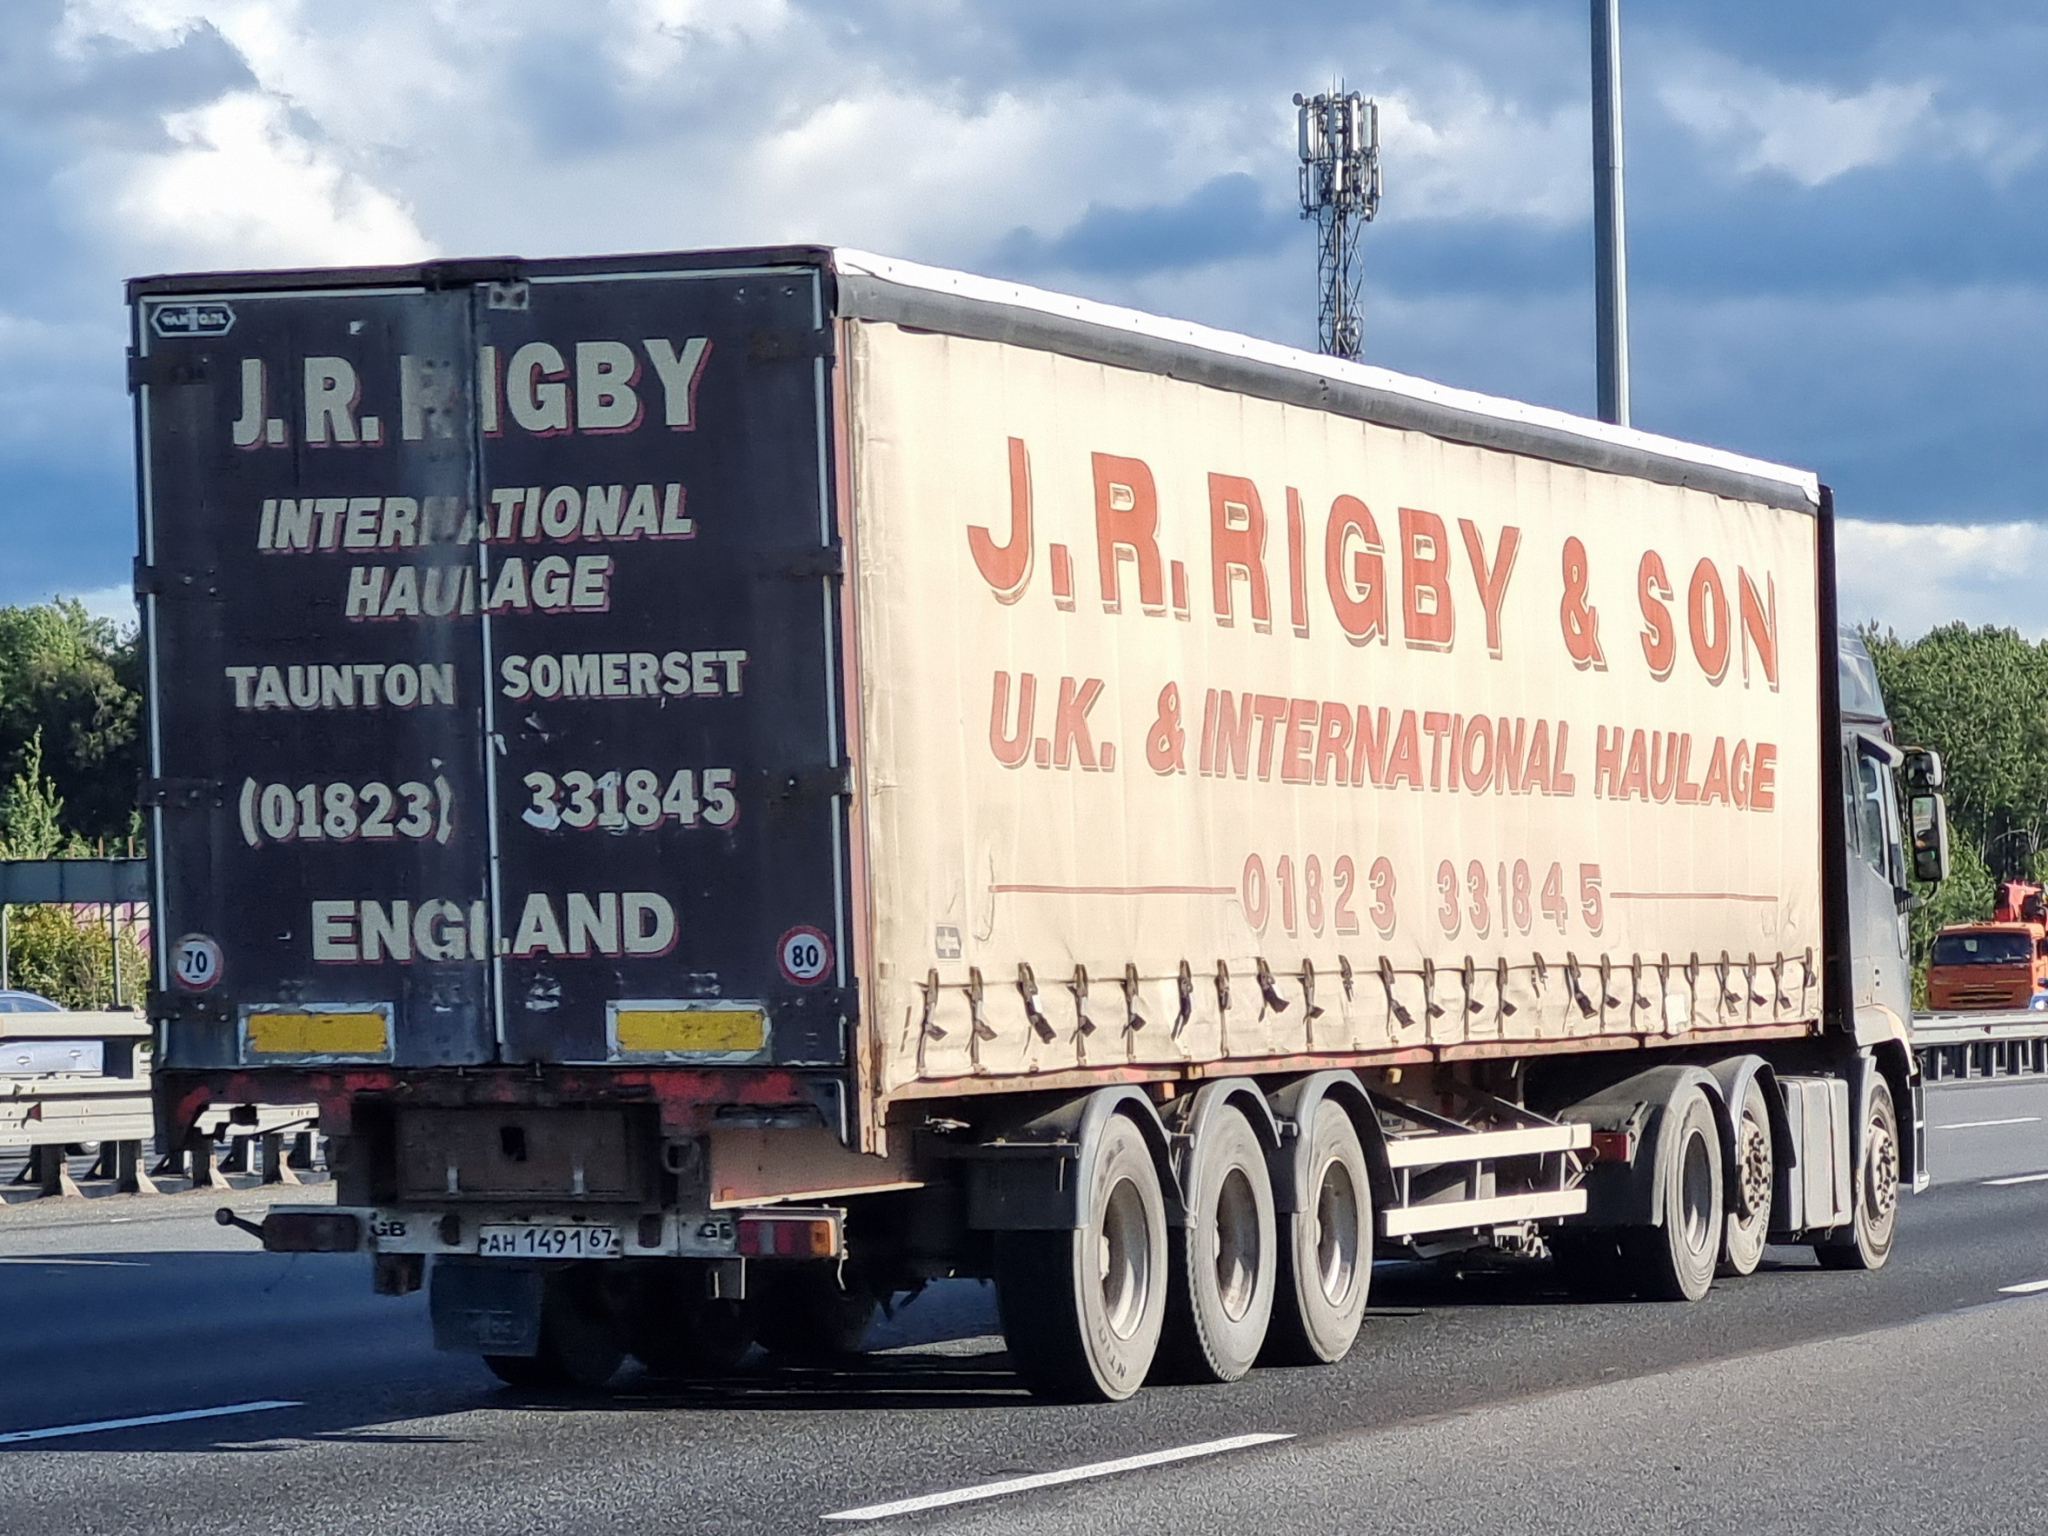 J. R. RIGBY
INTERNATIONAL
HAULAGE
TAUNTON SOMERSET
(01823) 331845
ENGLAND
70
80
GB
GB
АН 1491 67
J.R.RIGBY & SON
U.K. & INTERNATIONAL HAULAGE
01823 331845